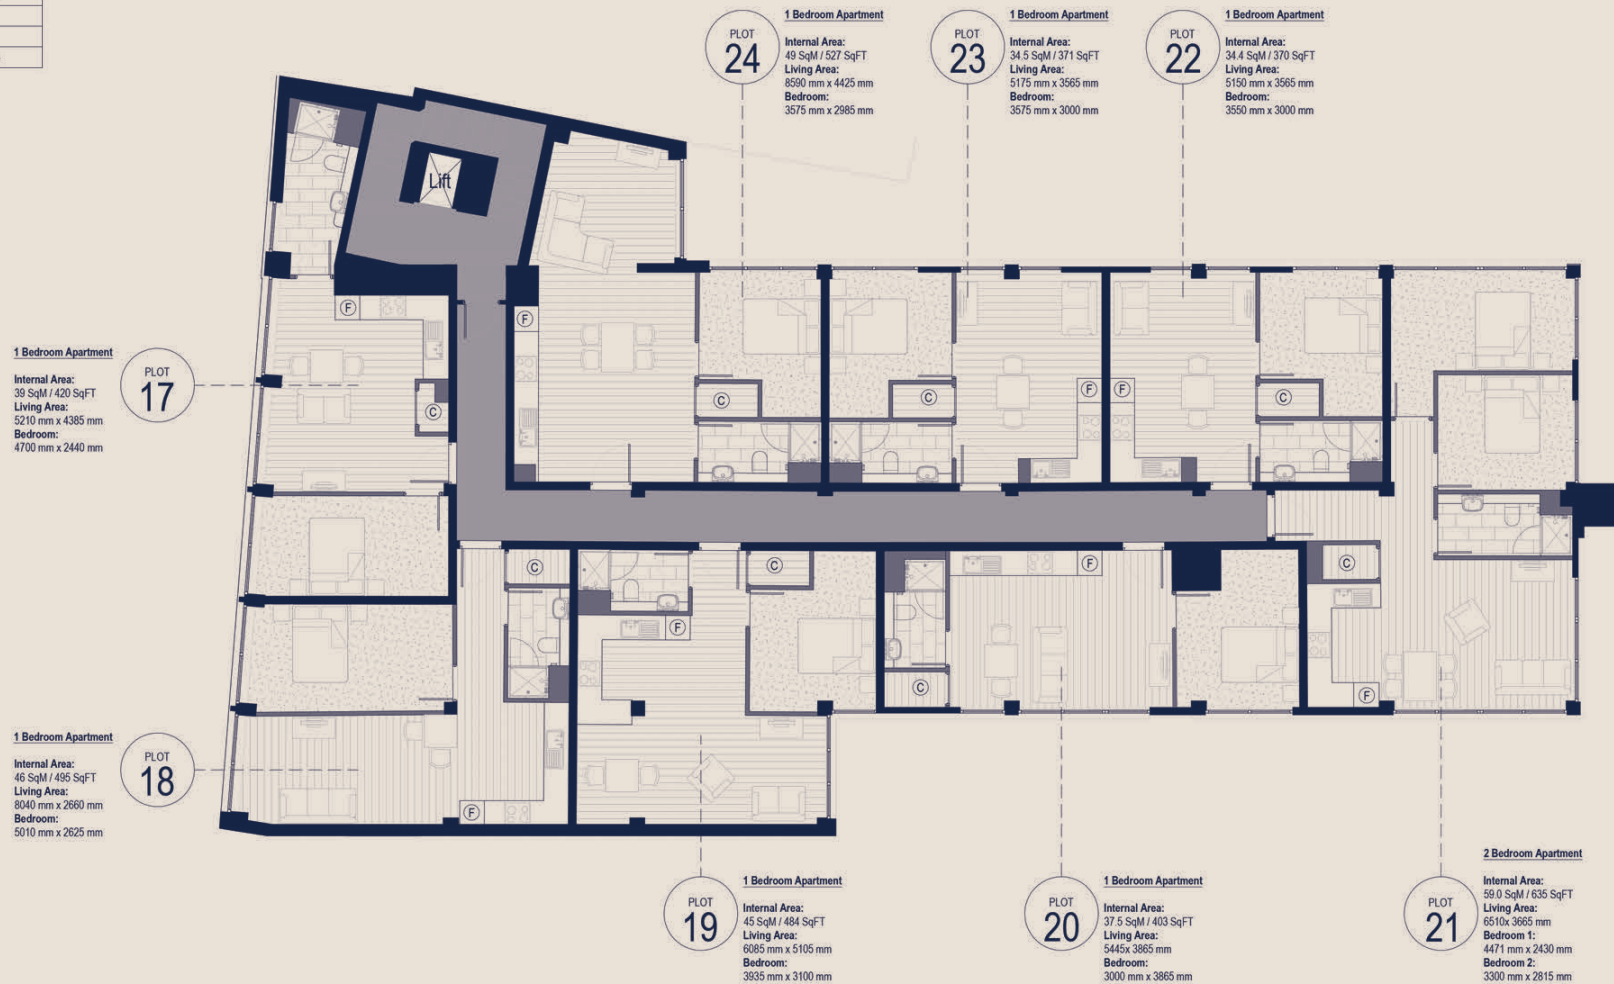 PLOT
24
1 Bedroom Apartment
Internal Area:
49 SqM / 527 SqFT
Living Area:
8590 mm x 4425 mm
Bedroom:
3575 mm x 2985 mm
PLOT
23
1 Bedroom Apartment
Internal Area:
34.5 SqM / 371 SqFT
Living Area:
5175 mm x 3565 mm
Bedroom:
3575 mm x 3000 mm
PLOT
22
1 Bedroom Apartment
Internal Area:
34.4 SqM / 370 SqFT
Living Area:
5150 mm x 3565 mm
Bedroom:
3550 mm x 3000 mm
Lift
F
F
C
C
F
F
C
C
1 Bedroom Apartment
Internal Area:
39 SqM / 420 SqFT
Living Area:
5210 mm x 4385 mm
Bedroom:
4700 mm x 2440 mm
PLOT
17
C
C
F
C
F
C
C
F
C
F
1 Bedroom Apartment
Internal Area:
46 SqM / 495 SqFT
Living Area:
8040 mm x 2660 mm
Bedroom:
5010 mm x 2625 mm
PLOT
18
PLOT
19
1 Bedroom Apartment
Internal Area:
45 SqM / 484 SqFT
Living Area:
6085 mm x 5105 mm
Bedroom:
3935 mm x 3100 mm
PLOT
20
1 Bedroom Apartment
Internal Area:
37.5 SqM / 403 SqFT
Living Area:
5445x 3865 mm
Bedroom:
3000 mm x 3865 mm
PLOT
21
2 Bedroom Apartment
Internal Area:
59.0 SqM / 635 SqFT
Living Area:
6510x 3665 mm
Bedroom 1:
4471 mm x 2430 mm
Bedroom 2:
3300 mm x 2815 mm